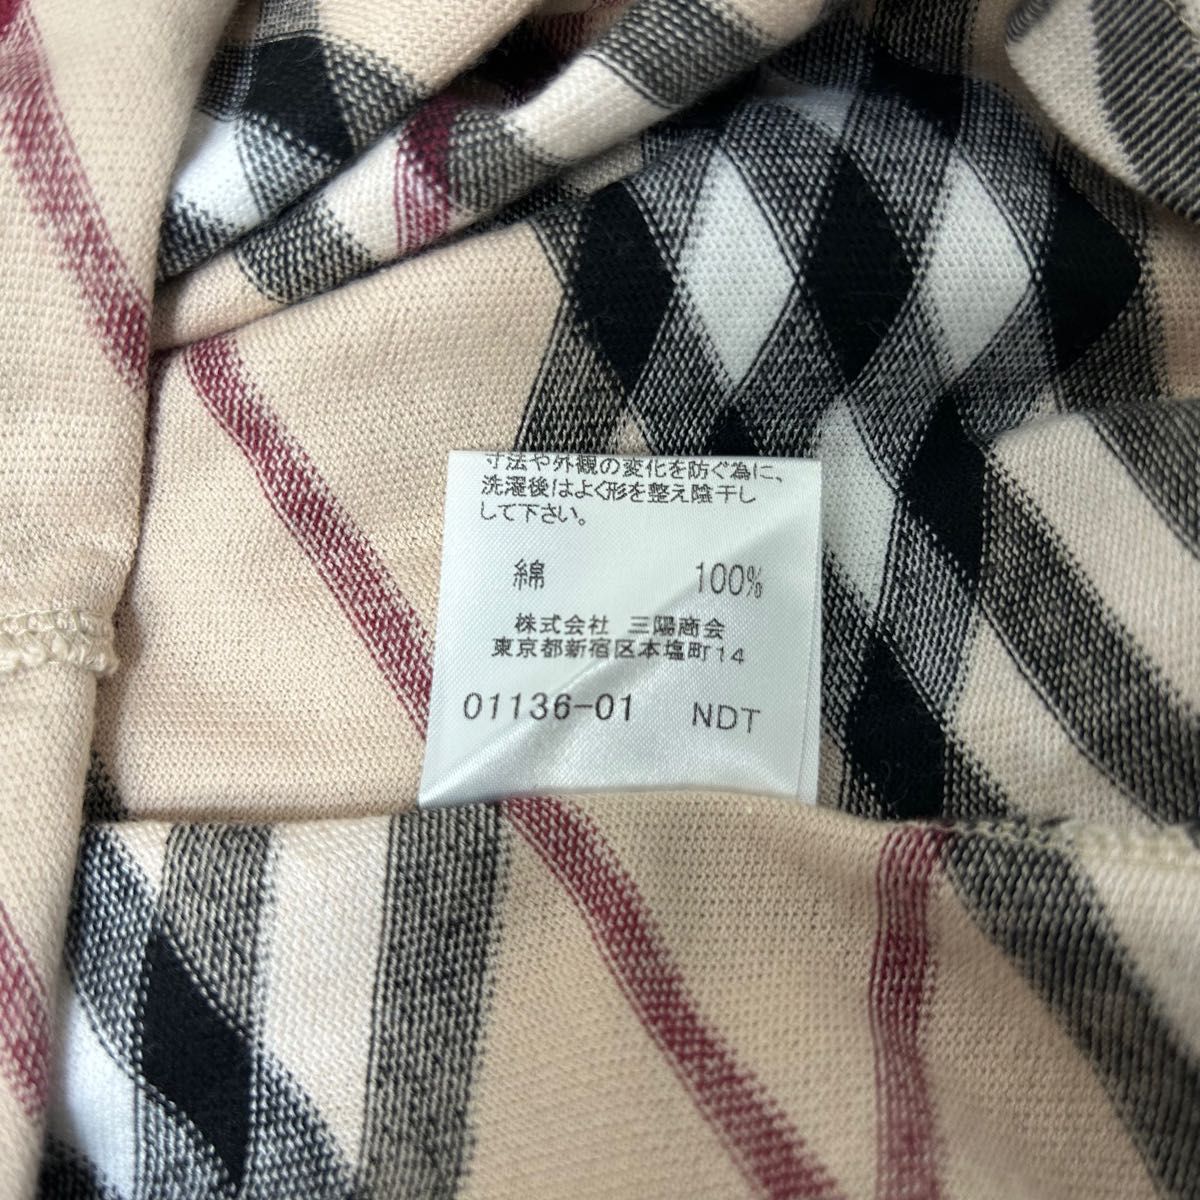 寸法や外観の変化を防ぐ為に、
洗濯後はよく形を整え陰干し
して下さい。
綿 100%
株式会社 三陽商会
東京都新宿区本塩町14
01136-01 NDT